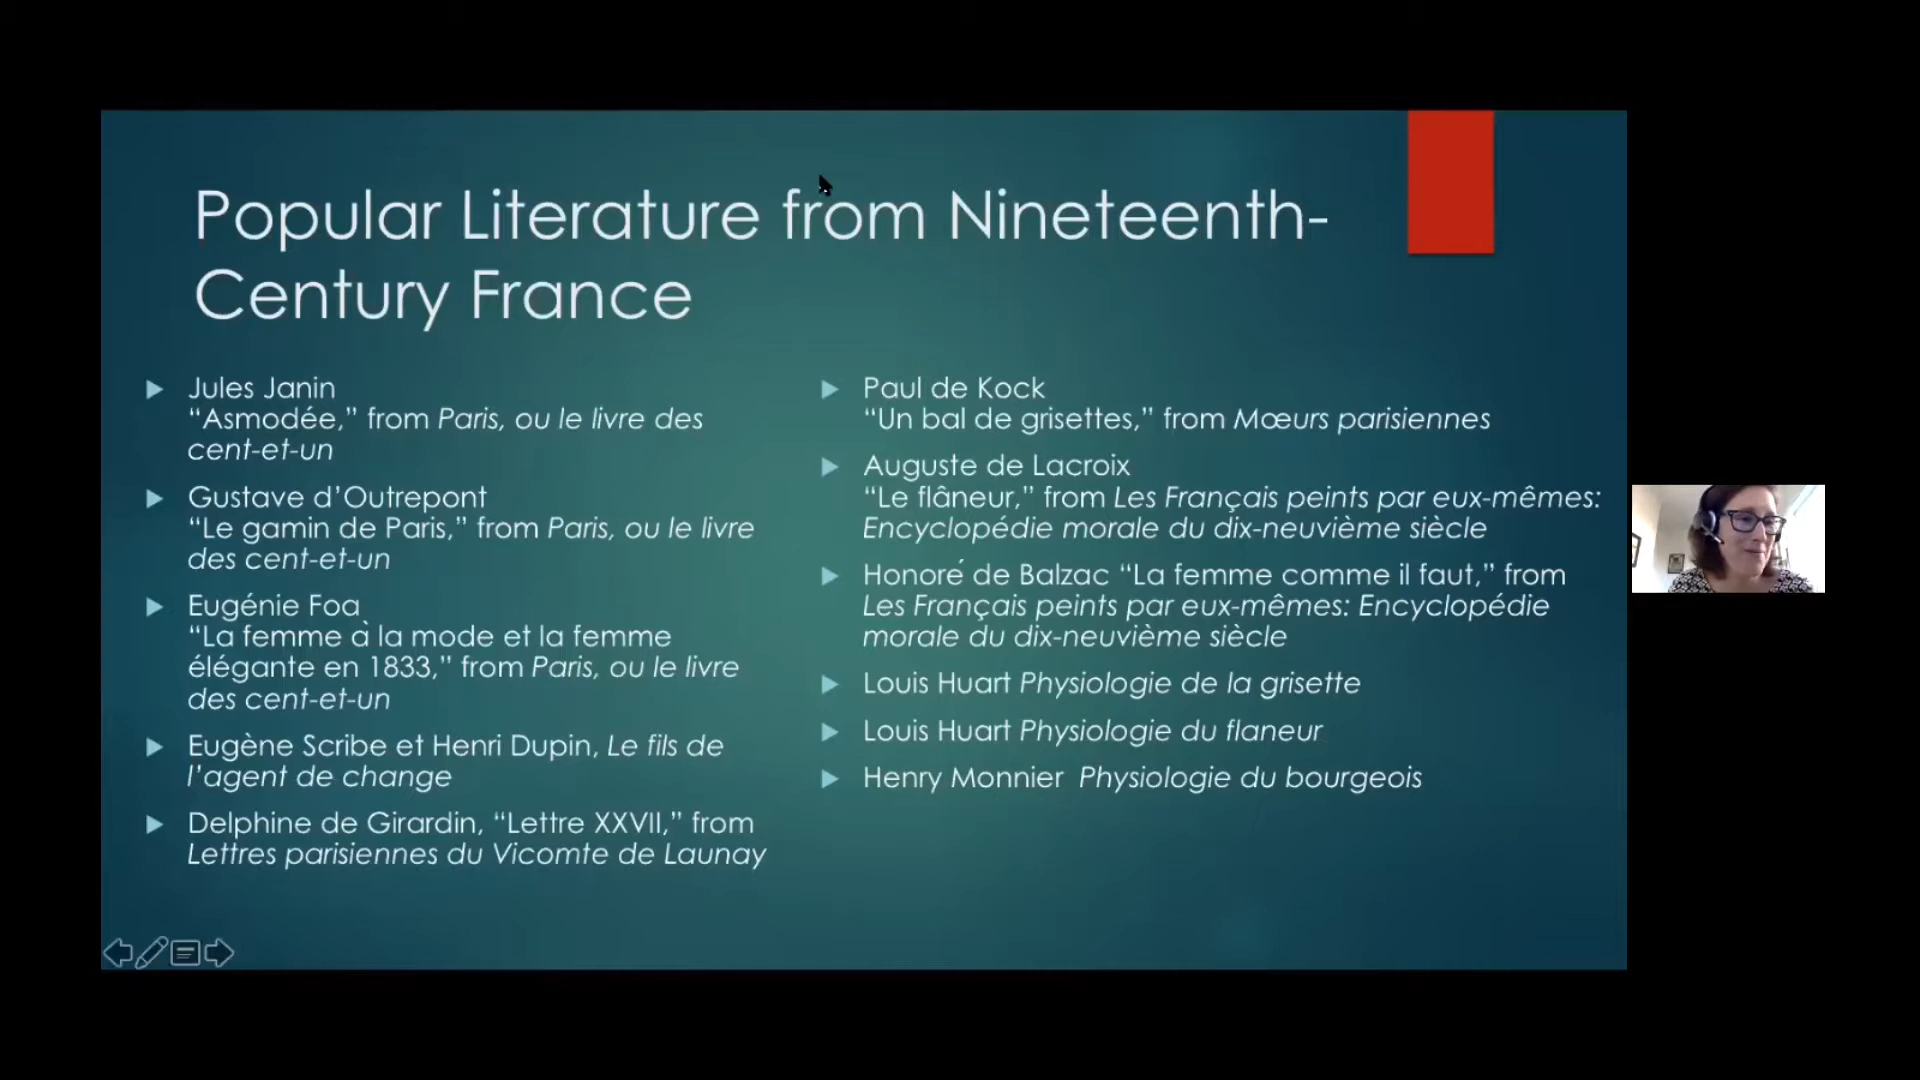 Popular Literature from Nineteenth-
Century France
Jules Janin
“Asmodée,” from Paris, ou le livre des
cent-et-un
Gustave d’Outrepont
“Le gamin de Paris,” from Paris, ou le livre
des cent-et-un
Eugénie Foa
“La femme à la mode et la femme
élégante en 1833,” from Paris, ou le livre
des cent-et-un
Eugène Scribe et Henri Dupin, Le fils de
l’agent de change
Delphine de Girardin, “Lettre XXVII,” from
Lettres parisiennes du Vicomte de Launay
Paul de Kock
“Un bal de grisettes,” from Mœurs parisiennes
Auguste de Lacroix
“Le flâneur,” from Les Français peints par eux-mêmes:
Encyclopédie morale du dix-neuvième siècle
Honoré de Balzac “La femme comme il faut,” from
Les Français peints par eux-mêmes: Encyclopédie
morale du dix-neuvième siècle
Louis Huart Physiologie de la grisette
Louis Huart Physiologie du flaneur
Henry Monnier Physiologie du bourgeois